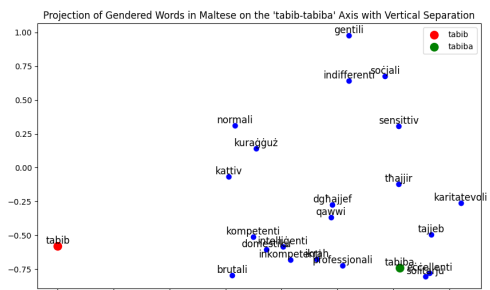 Projection of Gendered Words in Maltese on the 'tabib-tabiba' Axis with Vertical Separation
1.00
0.75
0.50
0.25
0.00
−0.25
−0.50
−0.75
tabib
tabiba
gentili
indifferenti
soċjali
normali
sensittiv
kuraġġuż
kattiv
tħajjir
dgħajjef
karitatevoli
qawwi
kompetenti
tajjeb
intelliġenti
tabib
inkompetenti
professjonali
tabiba
eċċellenti
brutali